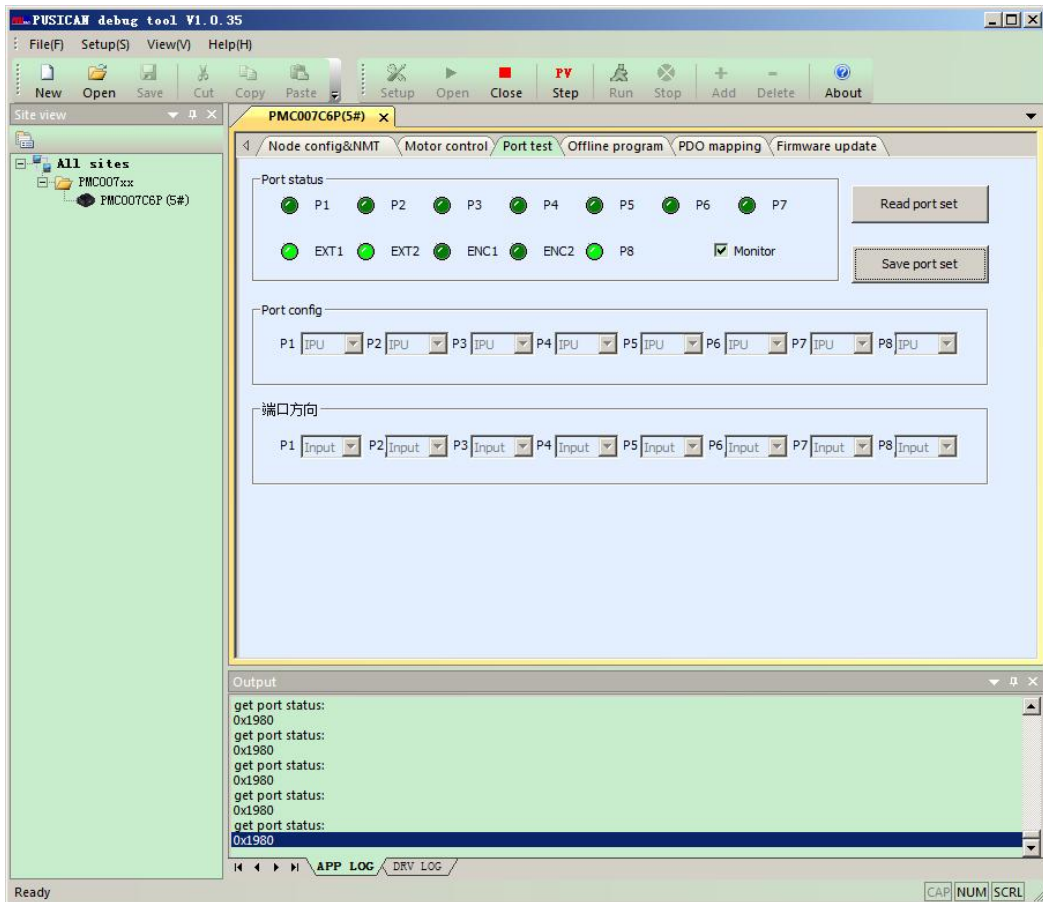 PUSICAN debug tool V1.0.35
File(F) Setup(S) View(V) Help(H)
New Open Save Cut Copy Paste Setup Open Close Step Run Stop Add Delete About
PV
Site view
PMC007C6P(5#)
All sites
PMC007xx
PMC007C6P (5#)
Node config&NMT Motor control Port test Offline program PDO mapping Firmware update
Port status
P1 P2 P3 P4 P5 P6 P7
EXT1 EXT2 ENC1 ENC2 P8 Monitor
Read port set
Save port set
Port config
P1 IPU P2 IPU P3 IPU P4 IPU P5 IPU P6 IPU P7 IPU P8 IPU
端口方向
P1 Input P2 Input P3 Input P4 Input P5 Input P6 Input P7 Input P8 Input
Output
get port status:
0x1980
get port status:
0x1980
get port status:
0x1980
get port status:
0x1980
get port status:
0x1980
APP LOG DRV LOG
Ready
CAP NUM SCRL